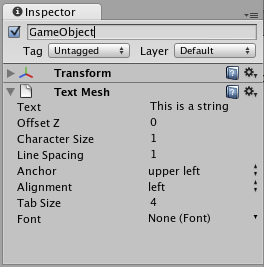 Inspector
GameObject
Tag Untagged Layer Default
Transform
Text Mesh
Text This is a string
Offset Z 0
Character Size 1
Line Spacing 1
Anchor upper left
Alignment left
Tab Size 4
Font None (Font)